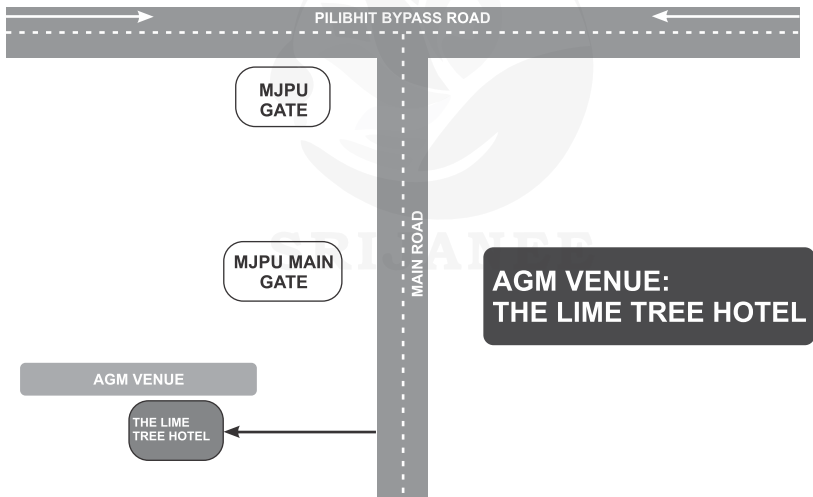 PILIBHIT BYPASS ROAD
MJPU
GATE
MAIN ROAD
SRIJANEE
MJPU MAIN
GATE
AGM VENUE:
THE LIME TREE HOTEL
AGM VENUE
THE LIME
TREE HOTEL